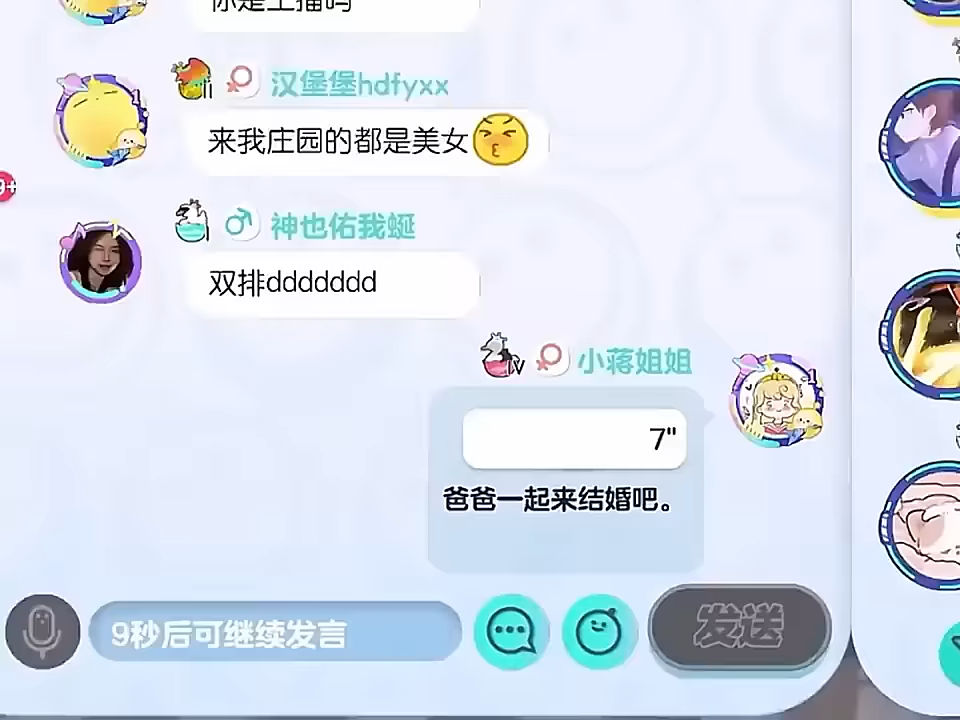 你是主播吗
汉堡堡hdfyxx
来我庄园的都是美女
9+
神也佑我蜒
双排ddddddd
IV
小蒋姐姐
7"
爸爸一起来结婚吧。
9秒后可继续发言
发送